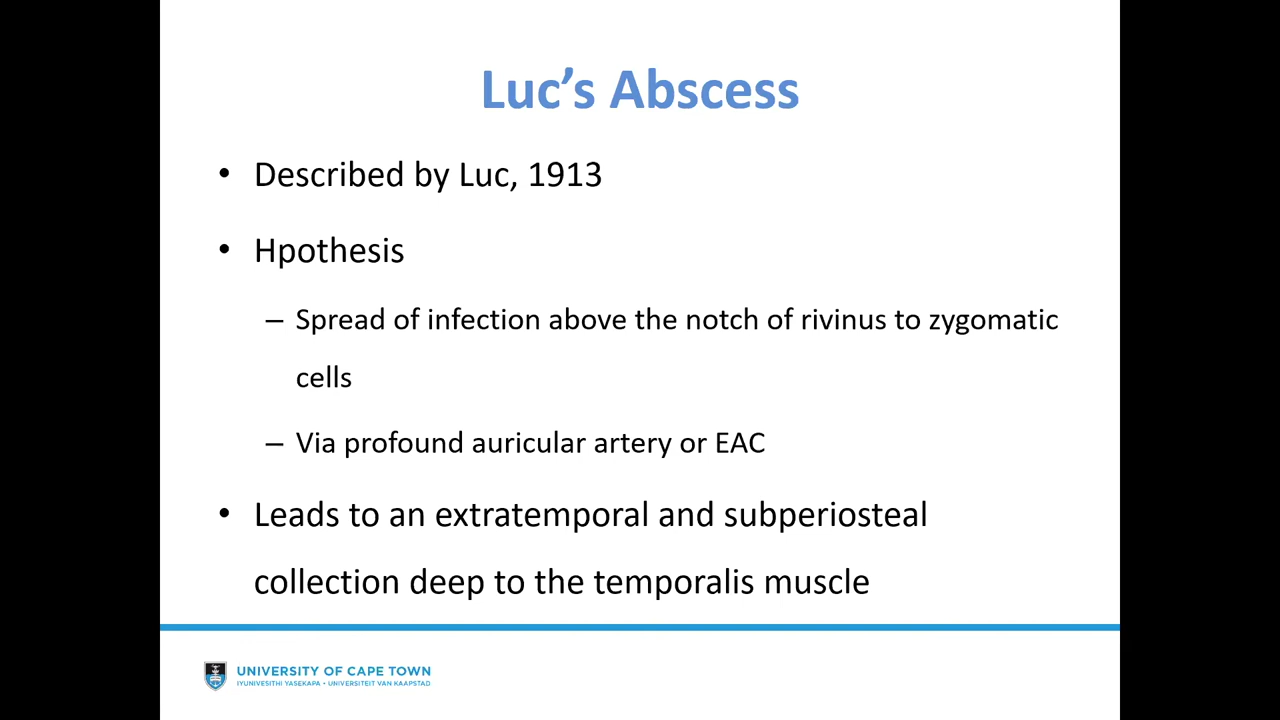 Luc’s Abscess
• Described by Luc, 1913
• Hpothesis
– Spread of infection above the notch of rivinus to zygomatic
cells
– Via profound auricular artery or EAC
• Leads to an extratemporal and subperiosteal
collection deep to the temporalis muscle
UNIVERSITY OF CAPE TOWN
IYUNIVESITHI YASEKAPA • UNIVERSITEIT VAN KAAPSTAD